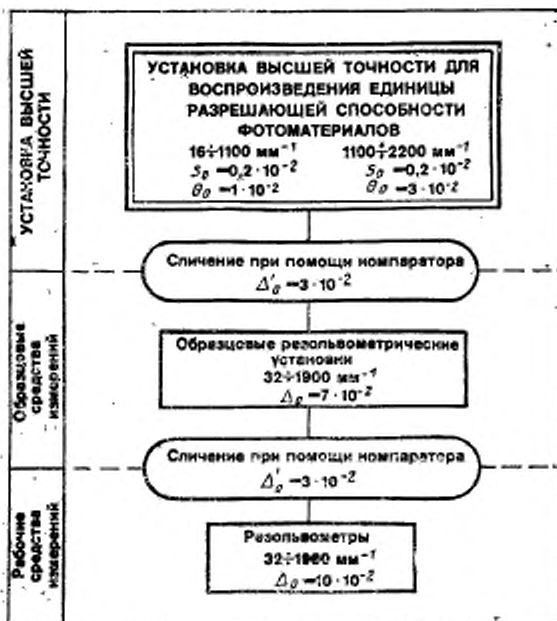 УСТАНОВКА ВЫСШЕЙ
ТОЧНОСТИ
УСТАНОВКА ВЫСШЕЙ ТОЧНОСТИ ДЛЯ
ВОСПРОИЗВЕДЕНИЯ ЕДИНИЦЫ
РАЗРЕШАЮЩЕЙ СПОСОБНОСТИ
ФОТОМАТЕРИАЛОВ
16÷1100 мм⁻¹ 1100÷2200 мм⁻¹
S₀ =0,2·10⁻² S₀ =0,2·10⁻²
θ₀ =1·10⁻² θ₀ =3·10⁻²
Сличение при помощи компаратора
Δ′₀ =3·10⁻²
Образцовые
средства
измерений
Образцовые резольвометрические
установки
32÷1900 мм⁻¹
Δ₀ =7·10⁻²
Сличение при помощи компаратора
Δ′₀ =3·10⁻²
Рабочие
средства
измерений
Резольвометры
мм⁻¹
Δ₀ =10·10⁻²